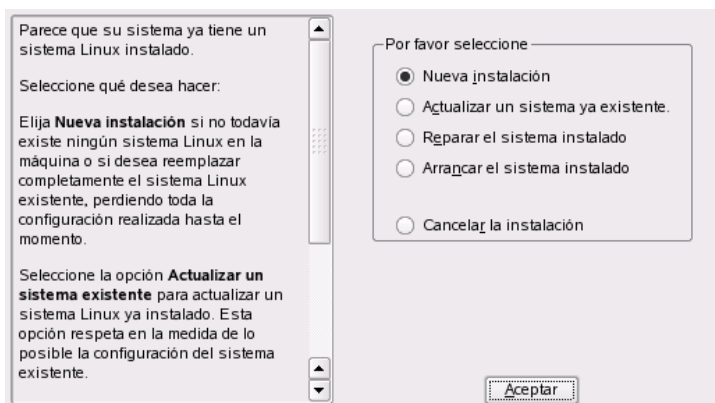 Parece que su sistema ya tiene un
sistema Linux instalado.
Seleccione qué desea hacer:
Elija Nueva instalación si no todavía
existe ningún sistema Linux en la
máquina o si desea reemplazar
completamente el sistema Linux
existente, perdiendo toda la
configuración realizada hasta el
momento.
Seleccione la opción Actualizar un
sistema existente para actualizar un
sistema Linux ya instalado. Esta
opción respeta en la medida de lo
posible la configuración del sistema
existente.
Por favor seleccione
Nueva instalación
Actualizar un sistema ya existente.
Reparar el sistema instalado
Arrancar el sistema instalado
Cancelar la instalación
Aceptar